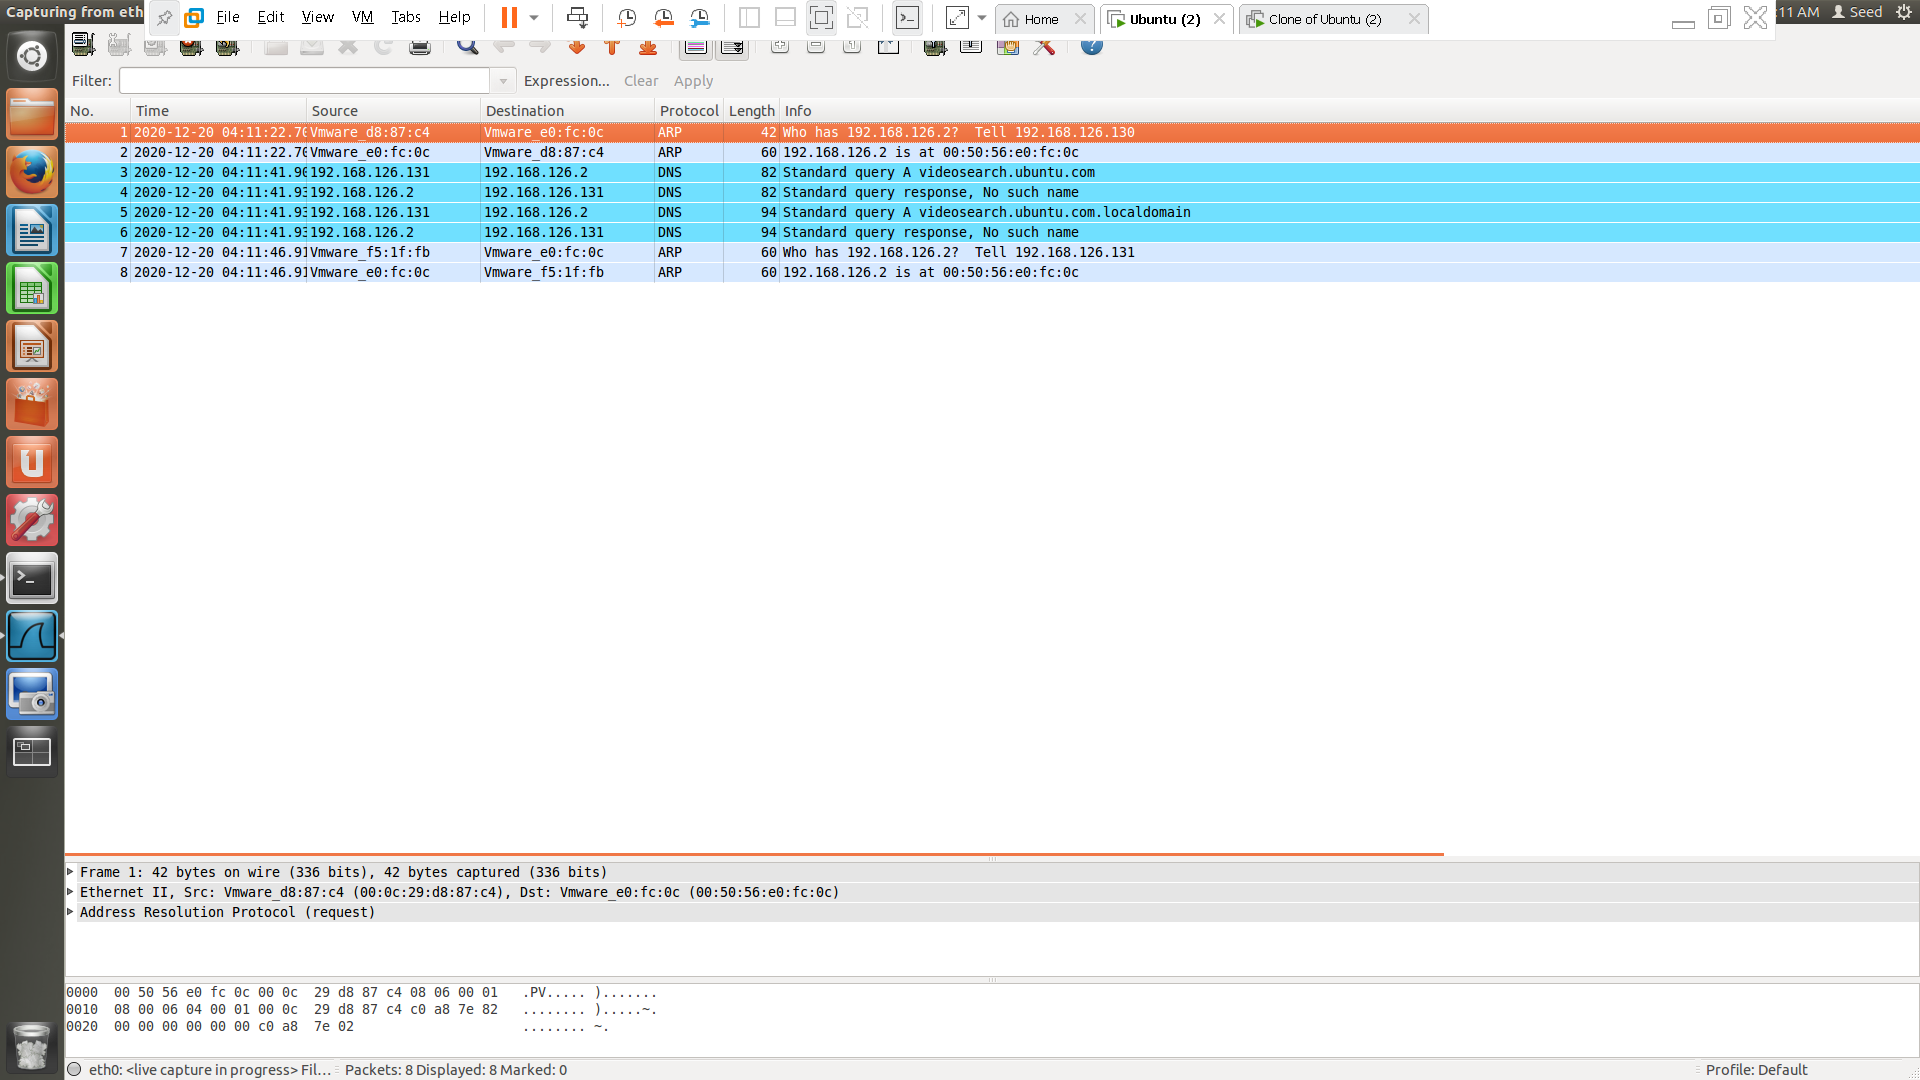 Capturing from eth
File Edit View VM Tabs Help
Home
Ubuntu (2)
Clone of Ubuntu (2)
:11 AM Seed
Filter: Expression... Clear Apply
No. Time Source Destination Protocol Length Info
1 2020-12-20 04:11:22.70 Vmware_d8:87:c4 Vmware_e0:fc:0c ARP 42 Who has 192.168.126.2?  Tell 192.168.126.130
2 2020-12-20 04:11:22.70 Vmware_e0:fc:0c Vmware_d8:87:c4 ARP 60 192.168.126.2 is at 00:50:56:e0:fc:0c
3 2020-12-20 04:11:41.90 192.168.126.131 192.168.126.2 DNS 82 Standard query A videosearch.ubuntu.com
4 2020-12-20 04:11:41.93 192.168.126.2 192.168.126.131 DNS 82 Standard query response, No such name
5 2020-12-20 04:11:41.93 192.168.126.131 192.168.126.2 DNS 94 Standard query A videosearch.ubuntu.com.localdomain
6 2020-12-20 04:11:41.93 192.168.126.2 192.168.126.131 DNS 94 Standard query response, No such name
7 2020-12-20 04:11:46.91 Vmware_f5:1f:fb Vmware_e0:fc:0c ARP 60 Who has 192.168.126.2?  Tell 192.168.126.131
8 2020-12-20 04:11:46.91 Vmware_e0:fc:0c Vmware_f5:1f:fb ARP 60 192.168.126.2 is at 00:50:56:e0:fc:0c
Frame 1: 42 bytes on wire (336 bits), 42 bytes captured (336 bits)
Ethernet II, Src: Vmware_d8:87:c4 (00:0c:29:d8:87:c4), Dst: Vmware_e0:fc:0c (00:50:56:e0:fc:0c)
Address Resolution Protocol (request)
0000  00 50 56 e0 fc 0c 00 0c  29 d8 87 c4 08 06 00 01   .PV..... ).......
0010  08 00 06 04 00 01 00 0c  29 d8 87 c4 c0 a8 7e 82   ........ ).....~.
0020  00 00 00 00 00 00 c0 a8  7e 02   ........ ~.
eth0: <live capture in progress> Fil... Packets: 8 Displayed: 8 Marked: 0 Profile: Default